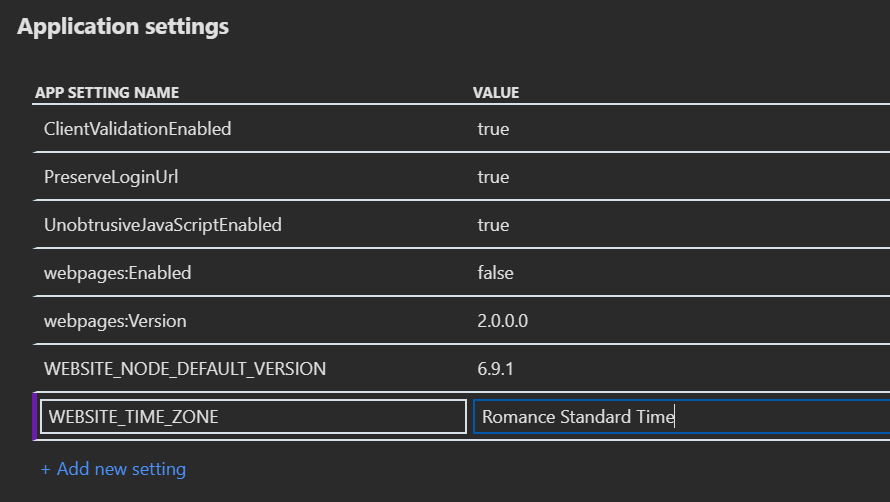 Application settings
APP SETTING NAME VALUE
ClientValidationEnabled true
PreserveLoginUrl true
UnobtrusiveJavaScriptEnabled true
webpages:Enabled false
webpages:Version 2.0.0.0
WEBSITE_NODE_DEFAULT_VERSION 6.9.1
WEBSITE_TIME_ZONE Romance Standard Time
+ Add new setting